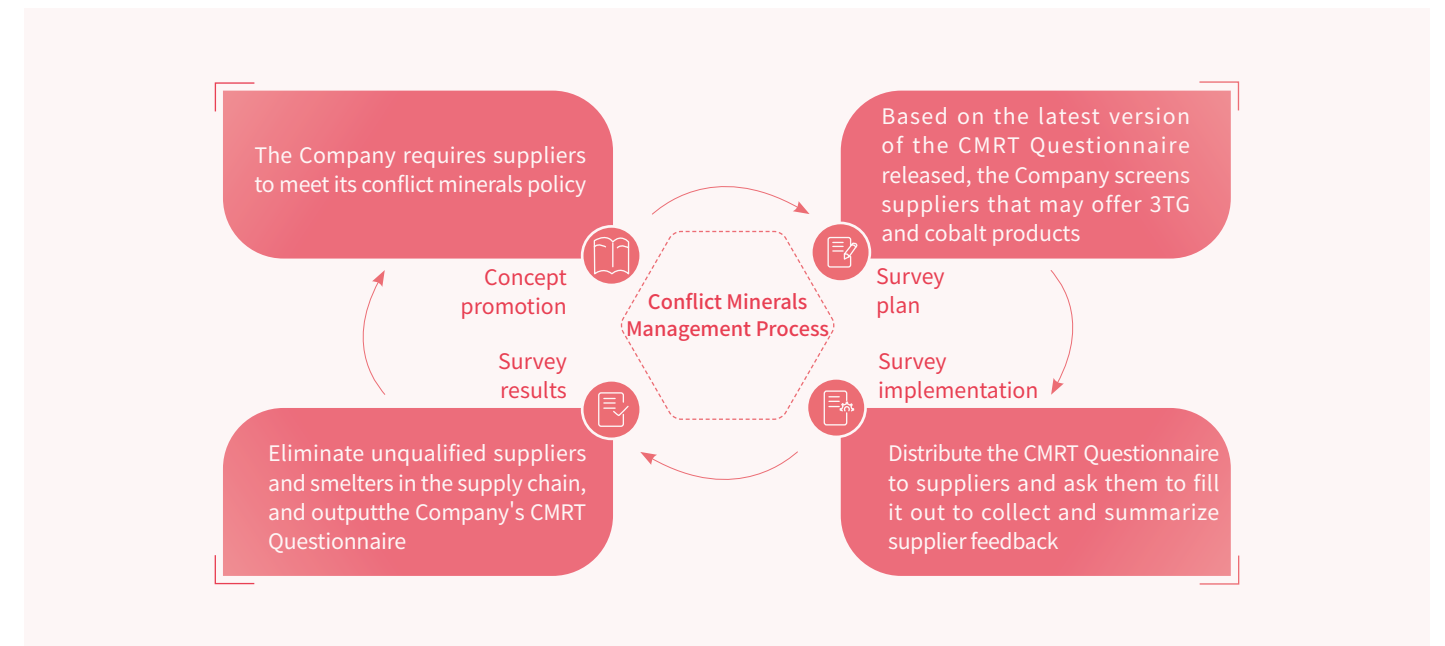 The Company requires suppliers
to meet its conflict minerals policy
Concept
promotion
Based on the latest version
of the CMRT Questionnaire
released, the Company screens
suppliers that may offer 3TG
and cobalt products
Survey
plan
Conflict Minerals
Management Process
Survey
implementation
Distribute the CMRT Questionnaire
to suppliers and ask them to fill
it out to collect and summarize
supplier feedback
Survey
results
Eliminate unqualified suppliers
and smelters in the supply chain,
and outputthe Company's CMRT
Questionnaire